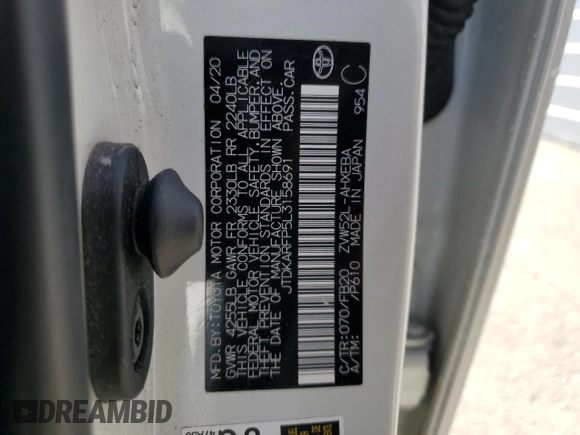 MFD. BY: TOYOTA MOTOR CORPORATION 04/20
GVWR 4255LB GAWR FR 2330LB RR 2240LB
THIS VEHICLE CONFORMS TO ALL APPLICABLE
FEDERAL MOTOR VEHICLE SAFETY, BUMPER, AND
THEFT PREVENTION STANDARDS IN EFFECT ON
THE DATE OF MANUFACTURE SHOWN ABOVE.
JTDKARFP5L3158691 PASS. CAR
C/TR: 070/FB20 ZVW52L-AHXEBA
A/TM: /P610 MADE IN JAPAN 954 C
DREAMBID